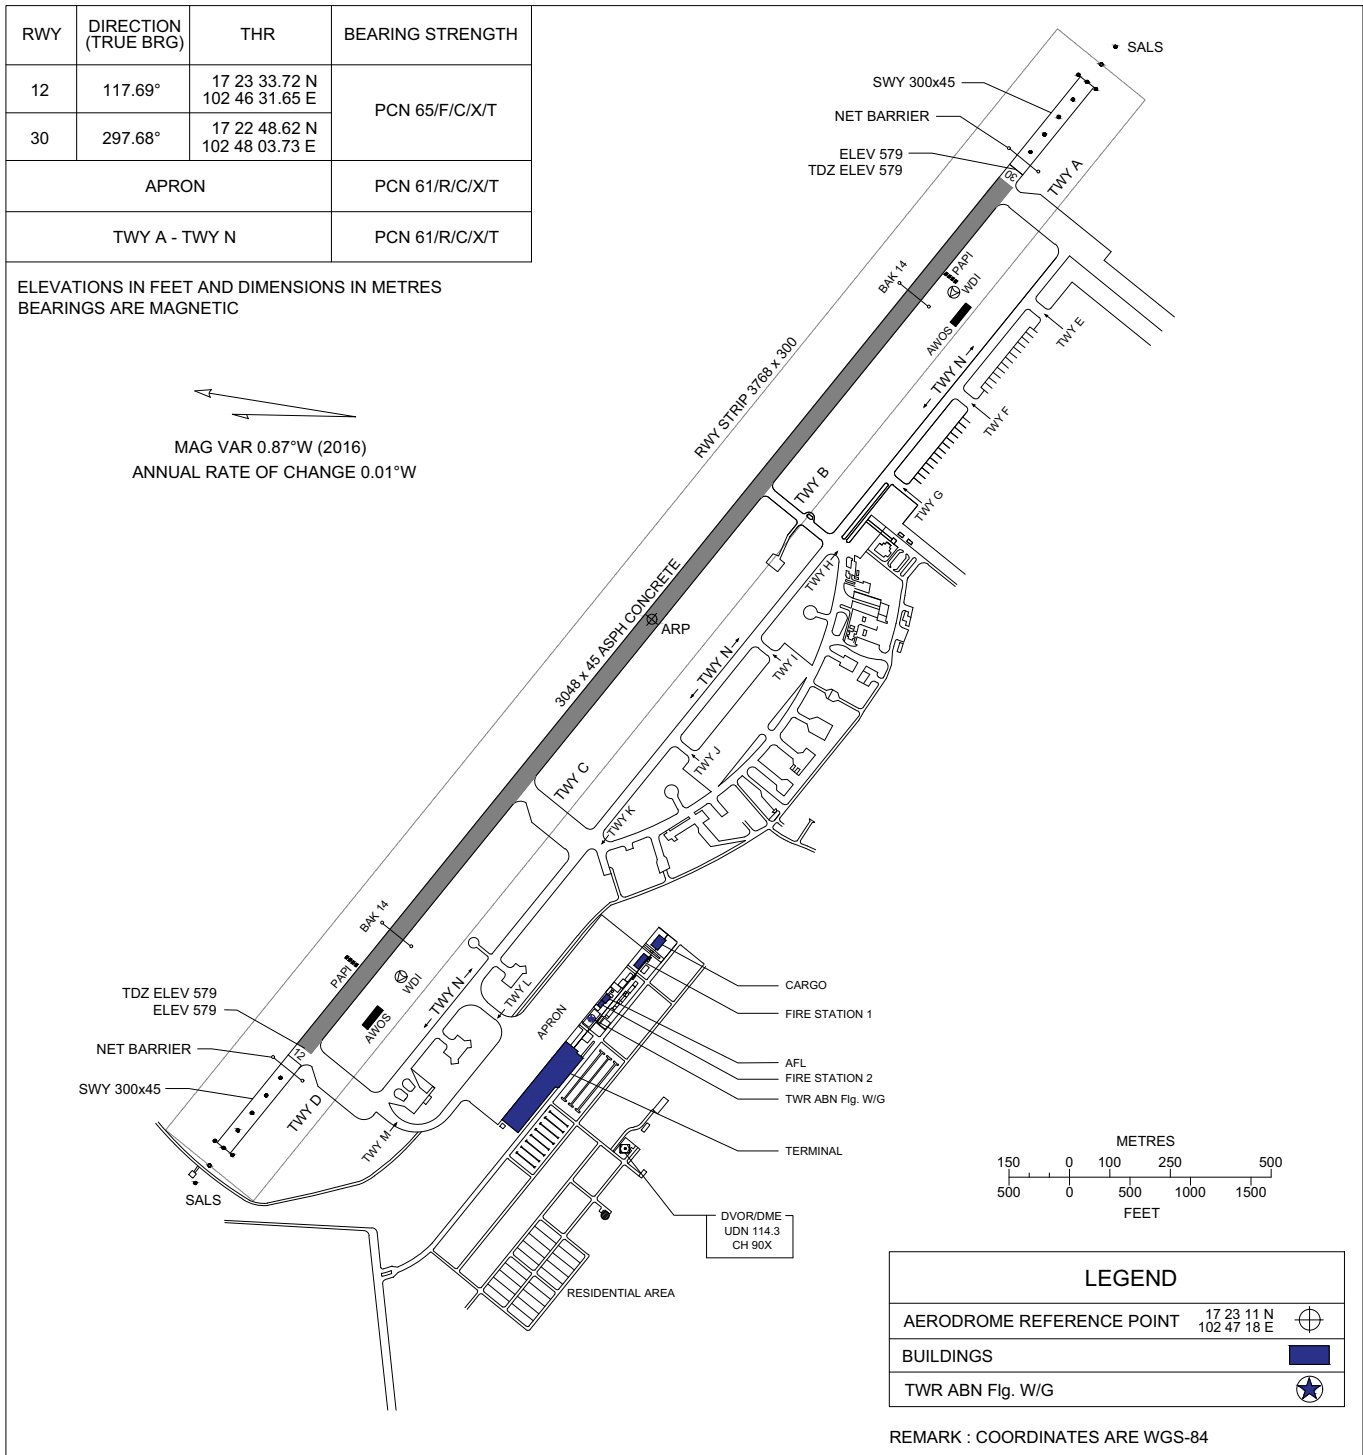 RWY DIRECTION (TRUE BRG) THR BEARING STRENGTH
12 117.69° 17 23 33.72 N
102 46 31.65 E
PCN 65/F/C/X/T
30 297.68° 17 22 48.62 N
102 48 03.73 E
APRON PCN 61/R/C/X/T
TWY A - TWY N PCN 61/R/C/X/T
ELEVATIONS IN FEET AND DIMENSIONS IN METRES
BEARINGS ARE MAGNETIC
MAG VAR 0.87°W (2016)
ANNUAL RATE OF CHANGE 0.01°W
SALS
SWY 300x45
NET BARRIER
ELEV 579
TDZ ELEV 579
30
TWY A
PAPI
WDI
BAK 14
AWOS
TWY E
TWY N
TWY F
RWY STRIP 3768 x 300
TWY B
TWY G
TWY H
3048 x 45 ASPH CONCRETE
ARP
TWY N
TWY I
TWY J
TWY C
TWY K
BAK 14
PAPI
WDI
AWOS
TWY N
TWY L
TDZ ELEV 579
ELEV 579
12
NET BARRIER
SWY 300x45
TWY D
TWY M
SALS
APRON
CARGO
FIRE STATION 1
AFL
FIRE STATION 2
TWR ABN Flg. W/G
TERMINAL
DVOR/DME
UDN 114.3
CH 90X
RESIDENTIAL AREA
METRES
150 0 100 250 500
500 0 500 1000 1500
FEET
LEGEND
AERODROME REFERENCE POINT 17 23 11 N
102 47 18 E
BUILDINGS
TWR ABN Flg. W/G
REMARK : COORDINATES ARE WGS-84